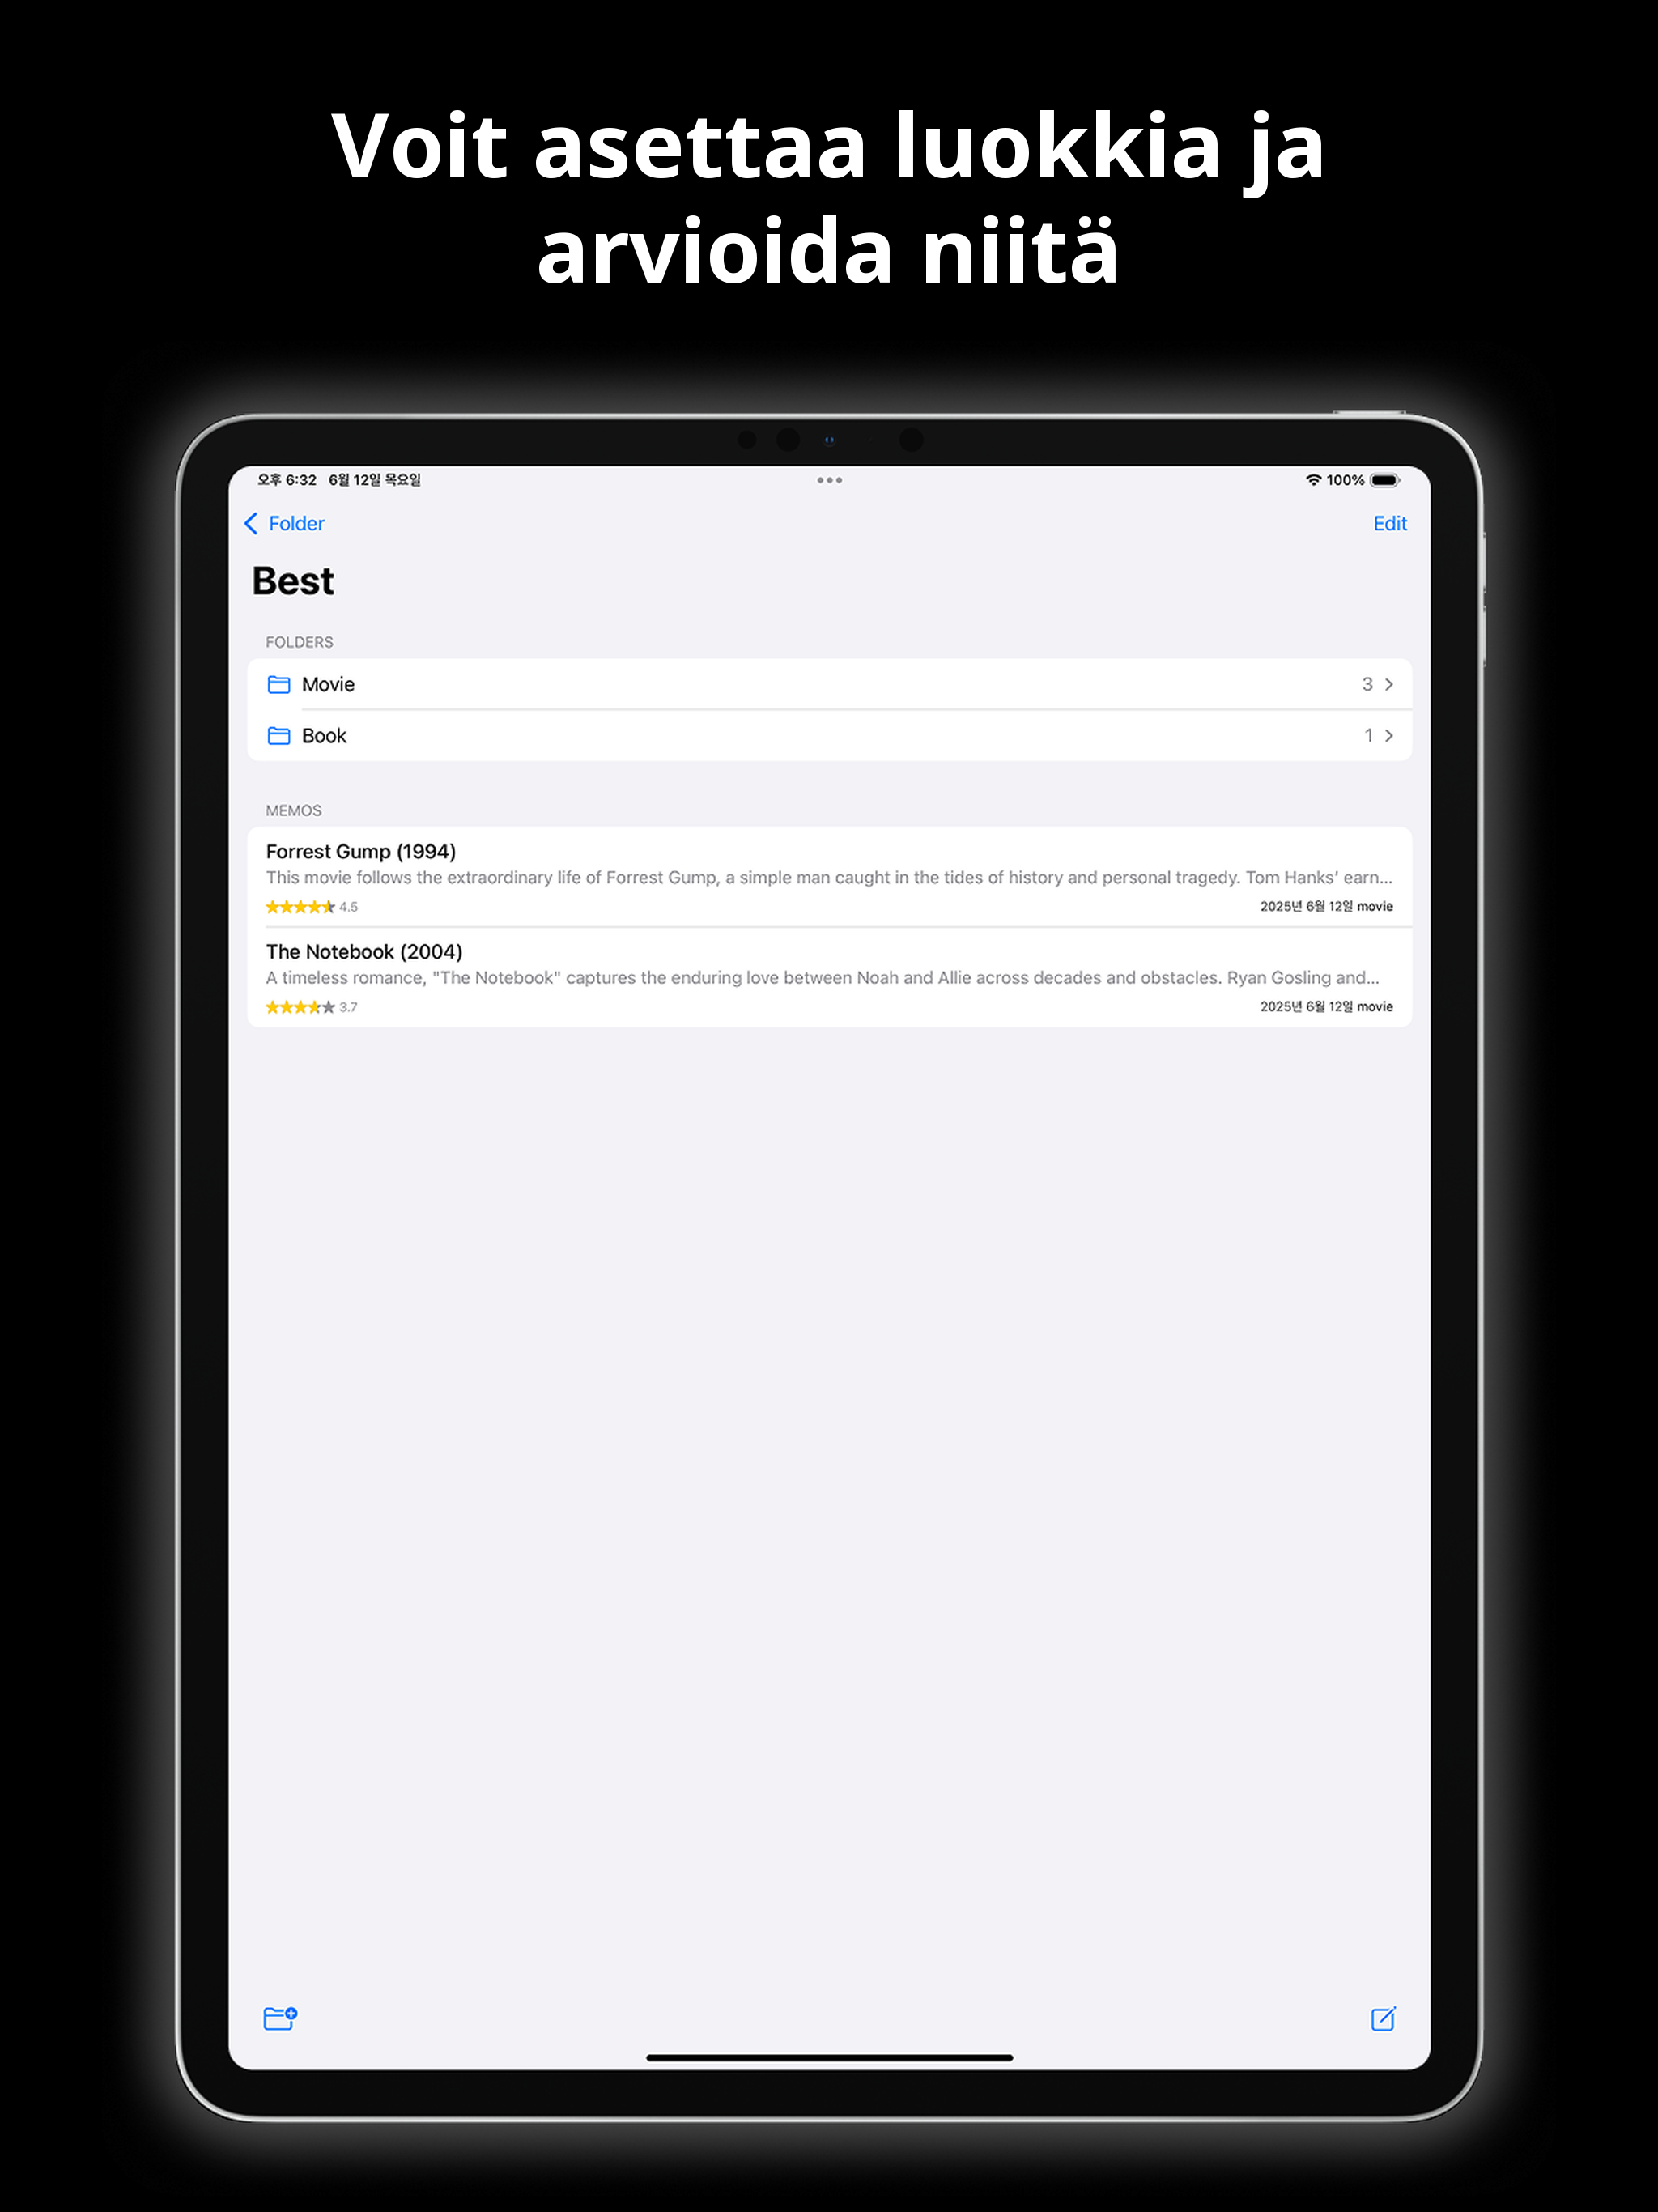 Voit asettaa luokkia ja
arvioida niitä
오후 6:32 6월 12일 목요일
100%
Folder
Edit
Best
FOLDERS
Movie 3
Book 1
MEMOS
Forrest Gump (1994)
This movie follows the extraordinary life of Forrest Gump, a simple man caught in the tides of history and personal tragedy. Tom Hanks’ earn...
4.5 2025년 6월 12일 movie
The Notebook (2004)
A timeless romance, "The Notebook" captures the enduring love between Noah and Allie across decades and obstacles. Ryan Gosling and...
3.7 2025년 6월 12일 movie